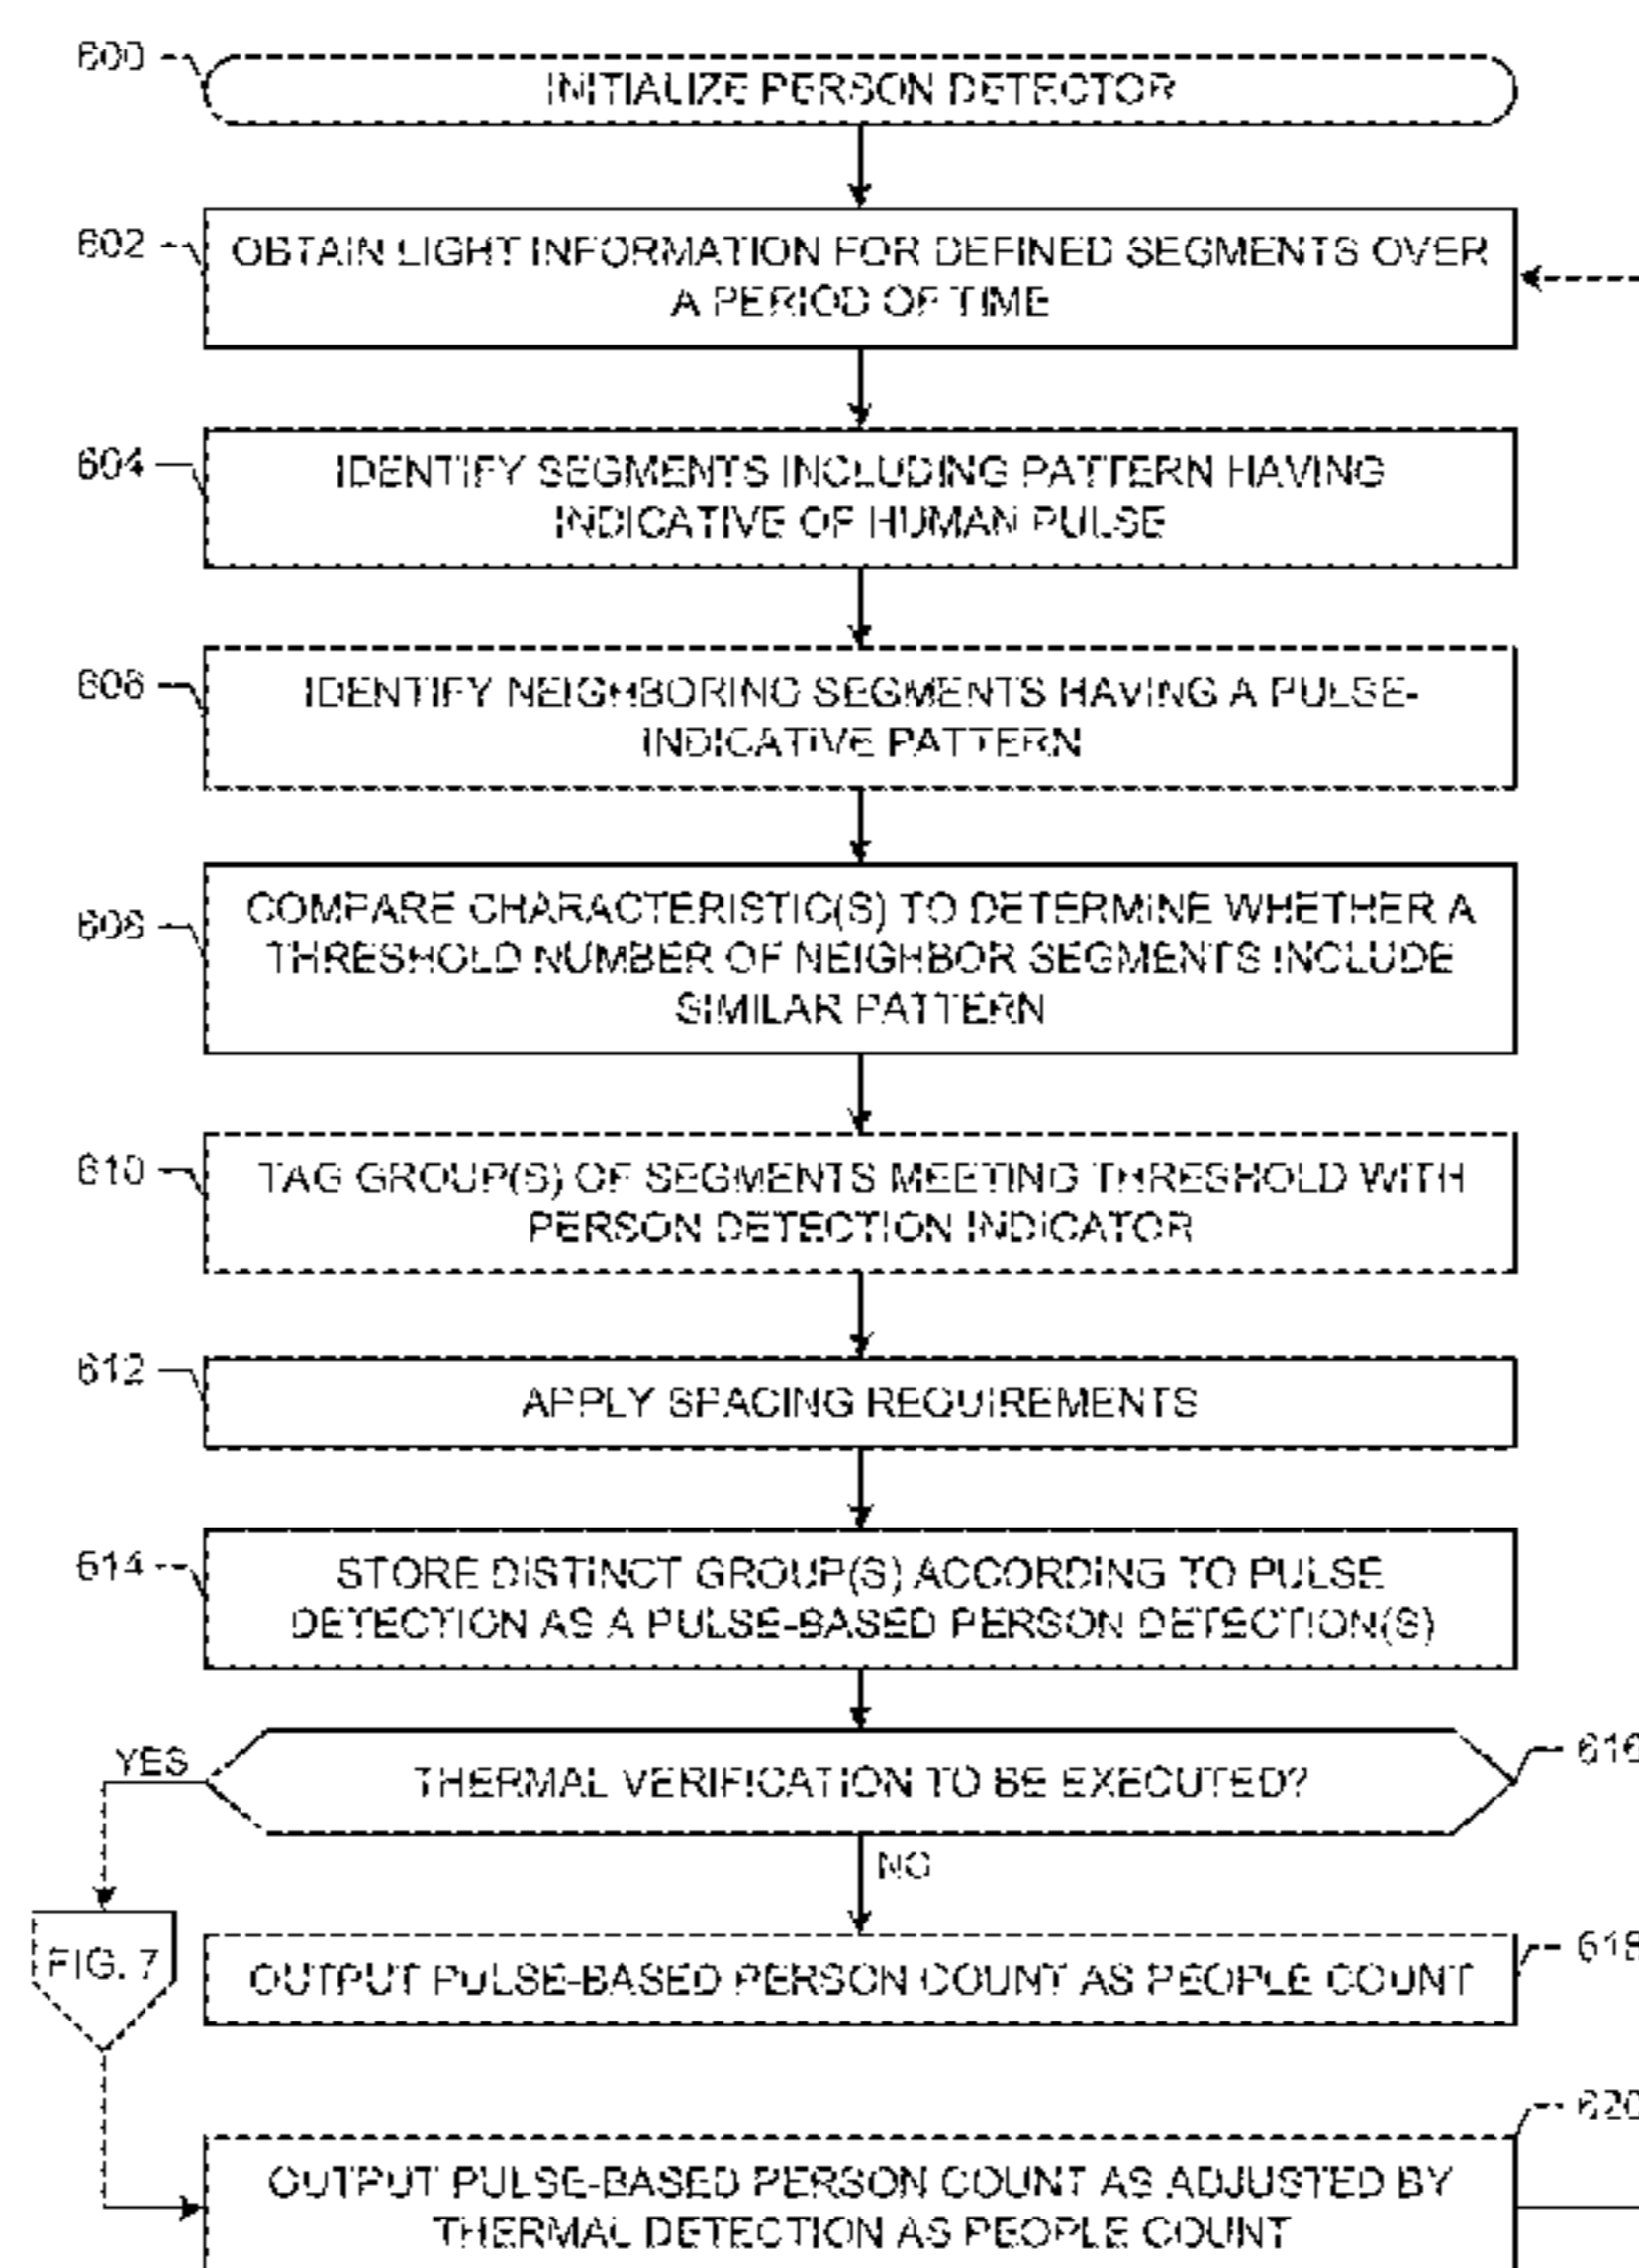 600
INITIALIZE PERSON DETECTOR
602
OBTAIN LIGHT INFORMATION FOR DEFINED SEGMENTS OVER
A PERIOD OF TIME
604
IDENTIFY SEGMENTS INCLUDING PATTERN HAVING
INDICATIVE OF HUMAN PULSE
606
IDENTIFY NEIGHBORING SEGMENTS HAVING A PULSE-
INDICATIVE PATTERN
608
COMPARE CHARACTERISTIC(S) TO DETERMINE WHETHER A
THRESHOLD NUMBER OF NEIGHBOR SEGMENTS INCLUDE
SIMILAR PATTERN
610
TAG GROUP(S) OF SEGMENTS MEETING THRESHOLD WITH
PERSON DETECTION INDICATOR
612
APPLY SPACING REQUIREMENTS
614
STORE DISTINCT GROUP(S) ACCORDING TO PULSE
DETECTION AS A PULSE-BASED PERSON DETECTION(S)
YES
THERMAL VERIFICATION TO BE EXECUTED?
616
NO
FIG. 7
OUTPUT PULSE-BASED PERSON COUNT AS PEOPLE COUNT
618
620
OUTPUT PULSE-BASED PERSON COUNT AS ADJUSTED BY
THERMAL DETECTION AS PEOPLE COUNT